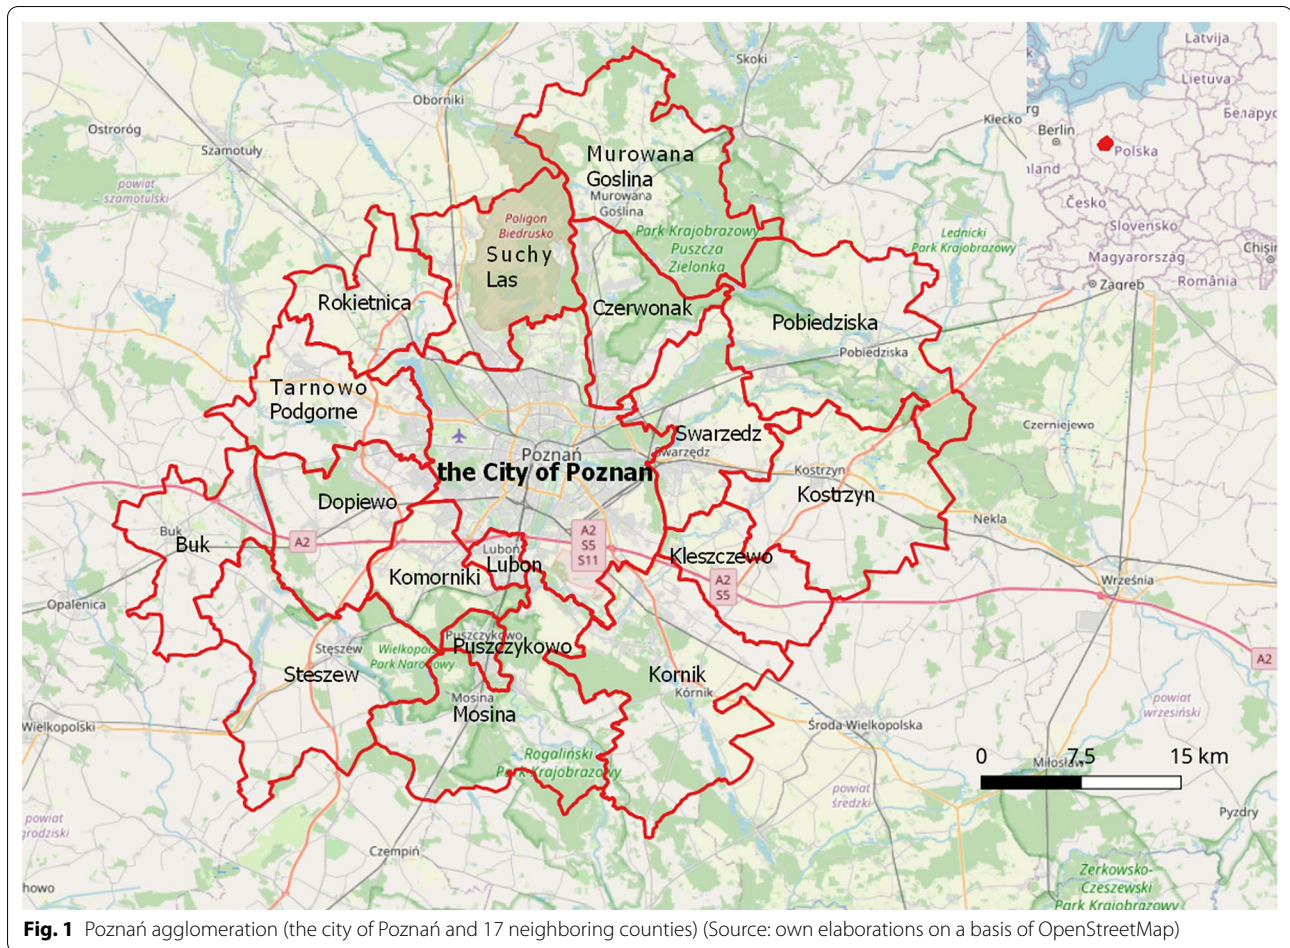 Skoki
Latvija
k
Lietuva
Oborniki
rg
Беларус
Ostroróg
Kłecko
Berlin
Szamotuły
Polska
Murowana
Goslina
Murowana
Goślina
powiat
szamotulski
Česko
Poligon
Biedrusko
Park Krajobrazowy
Puszcza
Zielonka
Lednicki
Park Krajobrazowy
Slovensko
Suchy
Las
Magyarország
România
Zagreb
Rokietnica
Czerwonak
Pobiedziska
Pobiedziska
Tarnowo
Podgorne
Czerniejewo
Swarzedz
Swarzędz
Poznań
the City of Poznan
Kostrzyn
Kostrzyn
Dopiewo
Nekla
Buk
Buk
A2
A2
S5
S11
Luboń
Lubon
Kleszczewo
Komorniki
A2
S5
Września
Opalenica
Puszczykowo
Puszczykowo
Stęszew
Park Narodowy
A2
Steszew
Kornik
Kórnik
Mosina
Mosina
powiat
wrzesiński
Wielkopolski
Środa Wielkopolska
Rogaliński
Park Krajobrazowy
0 7.5 15 km
Miłosław
powiat
średzki
powiat
grodziski
Pyzdry
Czempiń
Żerkowsko-
Czeszewski
Park Krajobrazowy
howo
Fig. 1 Poznań agglomeration (the city of Poznań and 17 neighboring counties) (Source: own elaborations on a basis of OpenStreetMap)